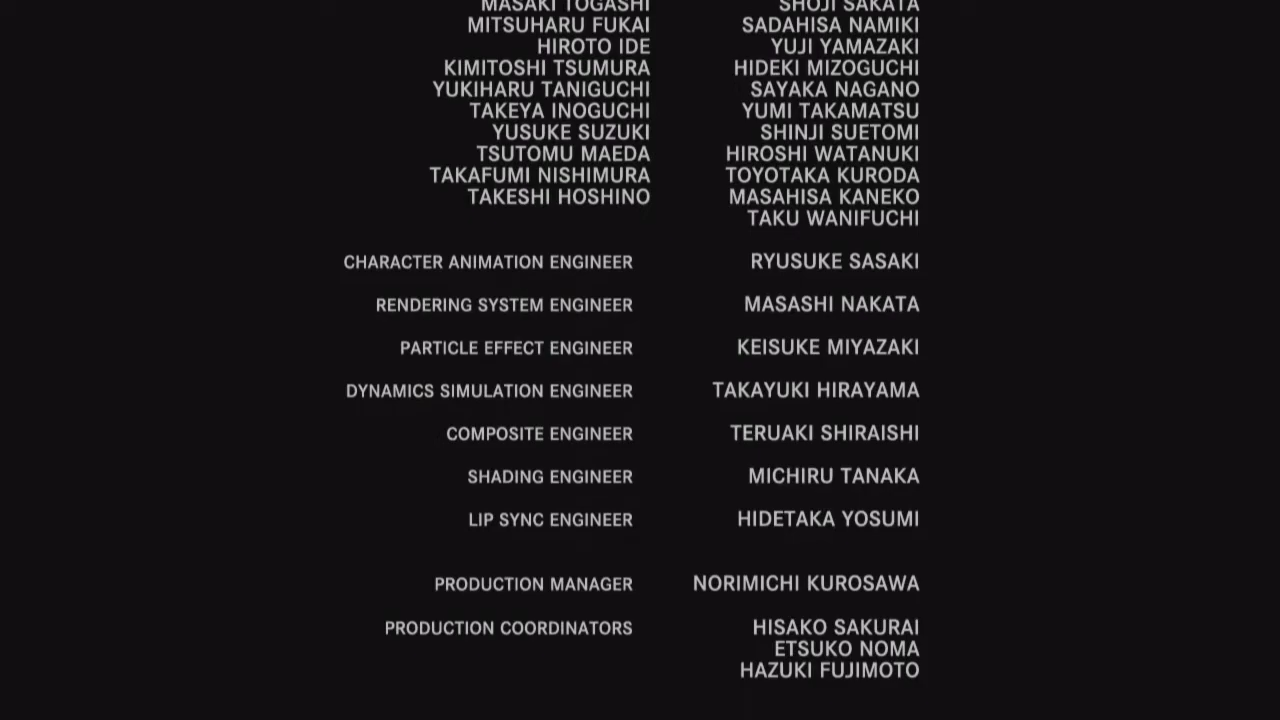 MASAKI TOGASHI SHOJI SAKATA
MITSUHARU FUKAI SADAHISA NAMIKI
HIROTO IDE YUJI YAMAZAKI
KIMITOSHI TSUMURA HIDEKI MIZOGUCHI
YUKIHARU TANIGUCHI SAYAKA NAGANO
TAKEYA INOGUCHI YUMI TAKAMATSU
YUSUKE SUZUKI SHINJI SUETOMI
TSUTOMU MAEDA HIROSHI WATANUKI
TAKAFUMI NISHIMURA TOYOTAKA KURODA
TAKESHI HOSHINO MASAHISA KANEKO
TAKU WANIFUCHI
CHARACTER ANIMATION ENGINEER RYUSUKE SASAKI
RENDERING SYSTEM ENGINEER MASASHI NAKATA
PARTICLE EFFECT ENGINEER KEISUKE MIYAZAKI
DYNAMICS SIMULATION ENGINEER TAKAYUKI HIRAYAMA
COMPOSITE ENGINEER TERUAKI SHIRAISHI
SHADING ENGINEER MICHIRU TANAKA
LIP SYNC ENGINEER HIDETAKA YOSUMI
PRODUCTION MANAGER NORIMICHI KUROSAWA
PRODUCTION COORDINATORS HISAKO SAKURAI
ETSUKO NOMA
HAZUKI FUJIMOTO